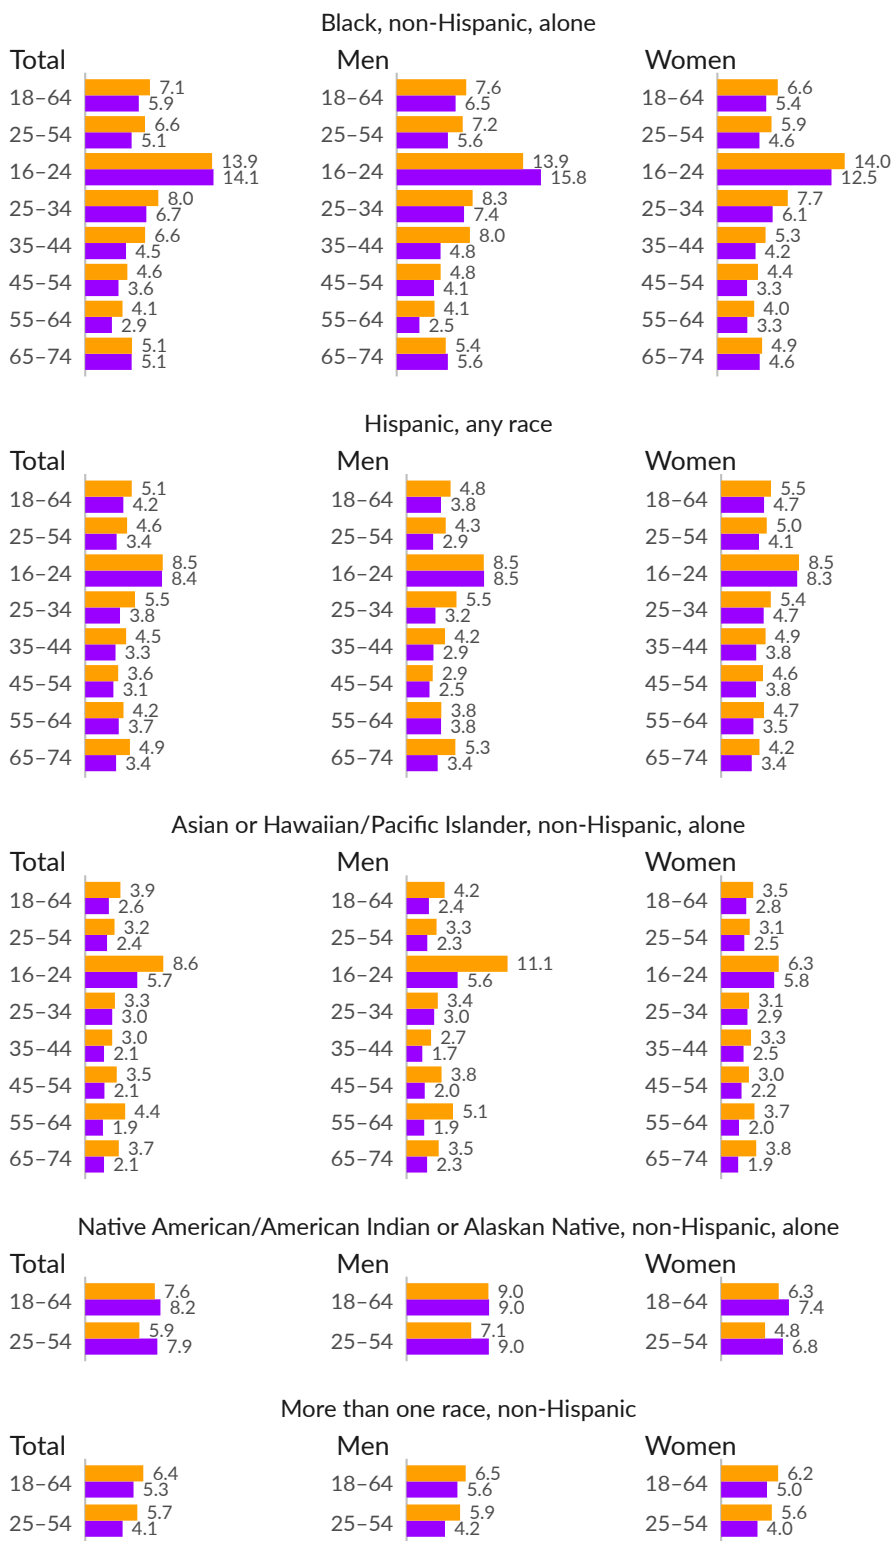 Black, non-Hispanic, alone
Total Men Women
18–64 7.1 5.9 18–64 7.6 6.5 18–64 6.6 5.4
25–54 6.6 5.1 25–54 7.2 5.6 25–54 5.9 4.6
16–24 13.9 14.1 16–24 13.9 15.8 16–24 14.0 12.5
25–34 8.0 6.7 25–34 8.3 7.4 25–34 7.7 6.1
35–44 6.6 4.5 35–44 8.0 4.8 35–44 5.3 4.2
45–54 4.6 3.6 45–54 4.8 4.1 45–54 4.4 3.3
55–64 4.1 2.9 55–64 4.1 2.5 55–64 4.0 3.3
65–74 5.1 5.1 65–74 5.4 5.6 65–74 4.9 4.6
Hispanic, any race
Total Men Women
18–64 5.1 4.2 18–64 4.8 3.8 18–64 5.5 4.7
25–54 4.6 3.4 25–54 4.3 2.9 25–54 5.0 4.1
16–24 8.5 8.4 16–24 8.5 8.5 16–24 8.5 8.3
25–34 5.5 3.8 25–34 5.5 3.2 25–34 5.4 4.7
35–44 4.5 3.3 35–44 4.2 2.9 35–44 4.9 3.8
45–54 3.6 3.1 45–54 2.9 2.5 45–54 4.6 3.8
55–64 4.2 3.7 55–64 3.8 3.8 55–64 4.7 3.5
65–74 4.9 3.4 65–74 5.3 3.4 65–74 4.2 3.4
Asian or Hawaiian/Pacific Islander, non-Hispanic, alone
Total Men Women
18–64 3.9 2.6 18–64 4.2 2.4 18–64 3.5 2.8
25–54 3.2 2.4 25–54 3.3 2.3 25–54 3.1 2.5
16–24 8.6 5.7 16–24 11.1 5.6 16–24 6.3 5.8
25–34 3.3 3.0 25–34 3.4 3.0 25–34 3.1 2.9
35–44 3.0 2.1 35–44 2.7 1.7 35–44 3.3 2.5
45–54 3.5 2.1 45–54 3.8 2.0 45–54 3.0 2.2
55–64 4.4 1.9 55–64 5.1 1.9 55–64 3.7 2.0
65–74 3.7 2.1 65–74 3.5 2.3 65–74 3.8 1.9
Native American/American Indian or Alaskan Native, non-Hispanic, alone
Total Men Women
18–64 7.6 8.2 18–64 9.0 9.0 18–64 6.3 7.4
25–54 5.9 7.9 25–54 7.1 9.0 25–54 4.8 6.8
More than one race, non-Hispanic
Total Men Women
18–64 6.4 5.3 18–64 6.5 5.6 18–64 6.2 5.0
25–54 5.7 4.1 25–54 5.9 4.2 25–54 5.6 4.0